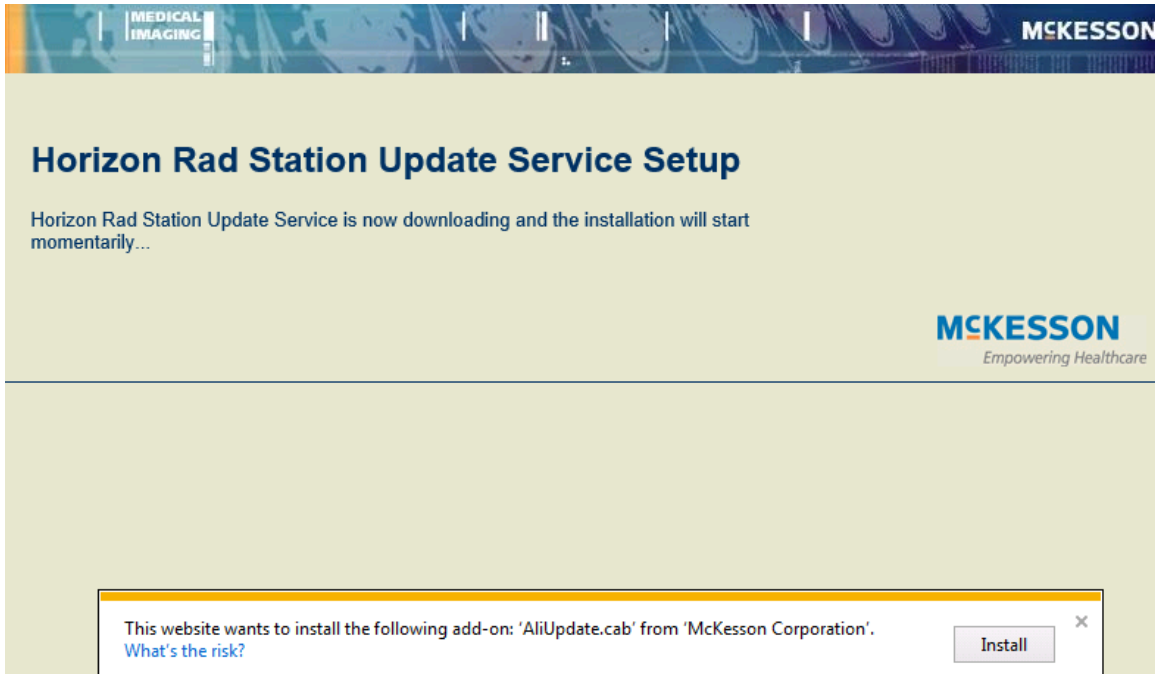 MEDICAL
IMAGING
MCKESSON
Horizon Rad Station Update Service Setup
Horizon Rad Station Update Service is now downloading and the installation will start
momentarily...
MCKESSON
Empowering Healthcare
This website wants to install the following add-on: 'AliUpdate.cab' from 'McKesson Corporation'.
What's the risk?
Install
×